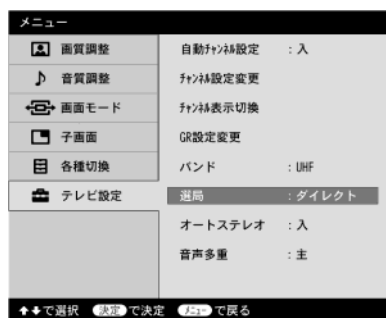 メニュー
画質調整
音質調整
画面モード
子画面
各種切換
テレビ設定
自動ﾁｬﾝﾈﾙ設定 :入
ﾁｬﾝﾈﾙ設定変更
ﾁｬﾝﾈﾙ表示切換
GR設定変更
バンド :UHF
選局 :ダイレクト
オートステレオ :入
音声多重 :主
↑↓で選択 決定で決定 ﾒﾆｭｰで戻る